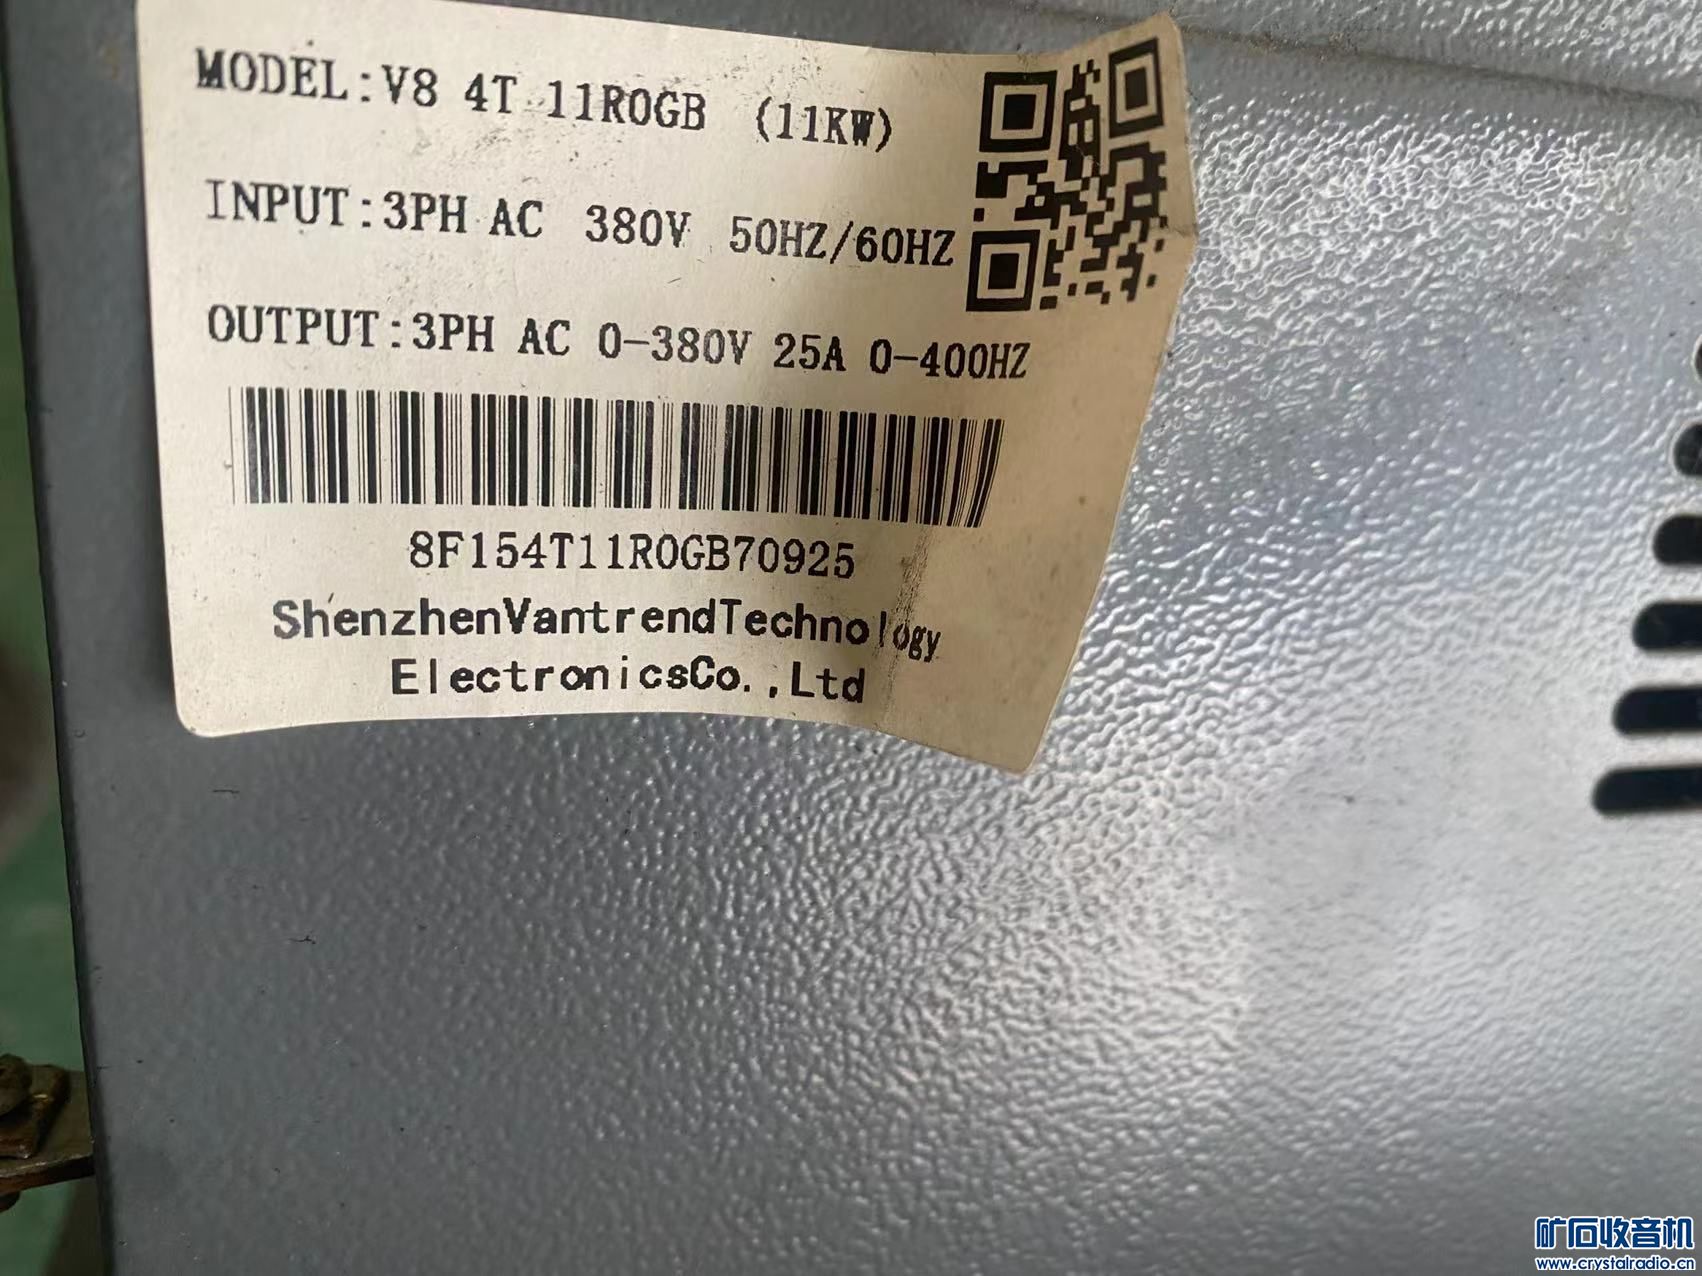 MODEL:V8 4T 11R0GB (11KW)
INPUT:3PH AC 380V 50HZ/60HZ
OUTPUT:3PH AC 0-380V 25A 0-400HZ
8F154T11R0GB70925
ShenzhenVantrendTechnology
ElectronicsCo.,Ltd
矿石收音机
www.crystalradio.cn